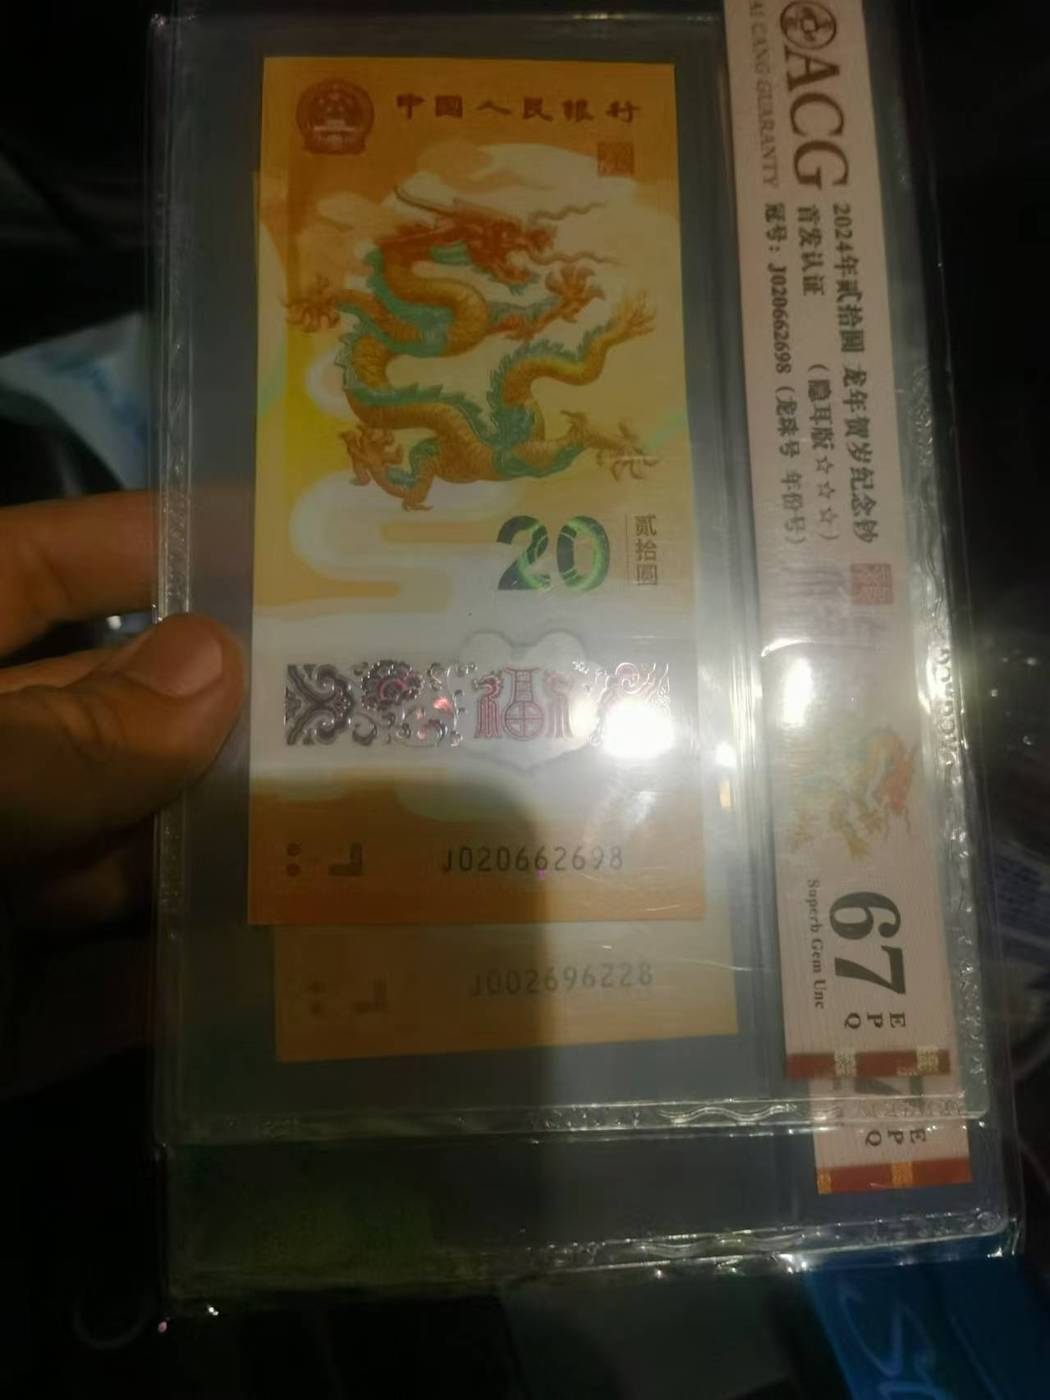 中国人民银行
20
贰拾圆
J020662698
J002696228
ACG
CANG GUARANTY
2024年贰拾圆 龙年贺岁纪念钞
首发认证 (隐耳版☆☆☆)
冠号:J020662698 (龙珠号 年份号)
67
E
P
Q
Superb Gem Unc
E
P
Q